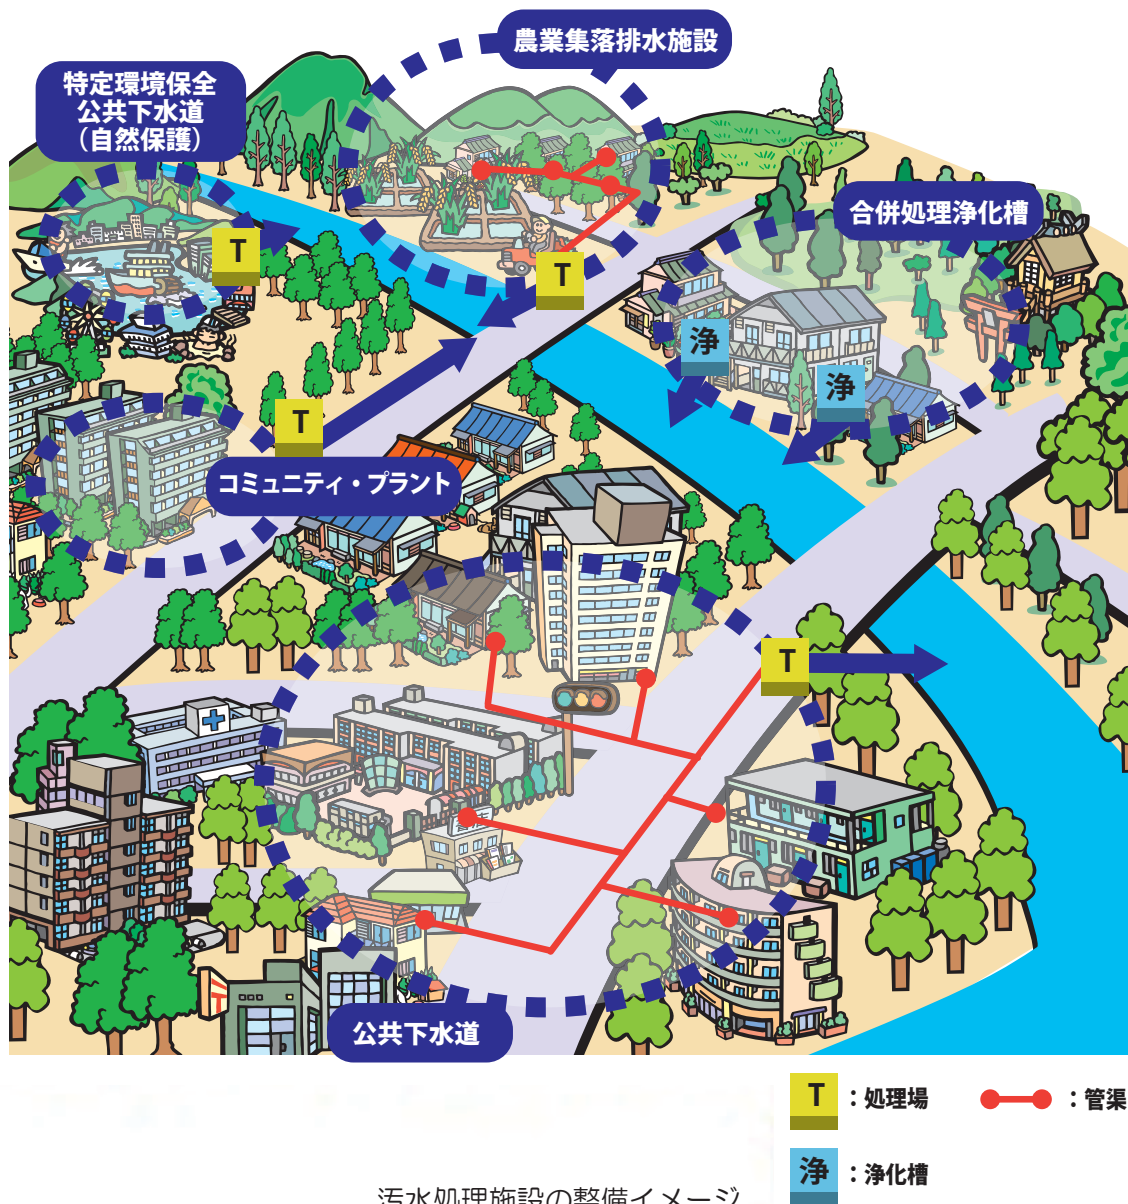 農業集落排水施設
特定環境保全
公共下水道
（自然保護）
合併処理浄化槽
T
T
浄
浄
T
コミュニティ・プラント
T
公共下水道
T ：処理場
：管渠
浄 ：浄化槽
汚水処理施設の整備イメージ